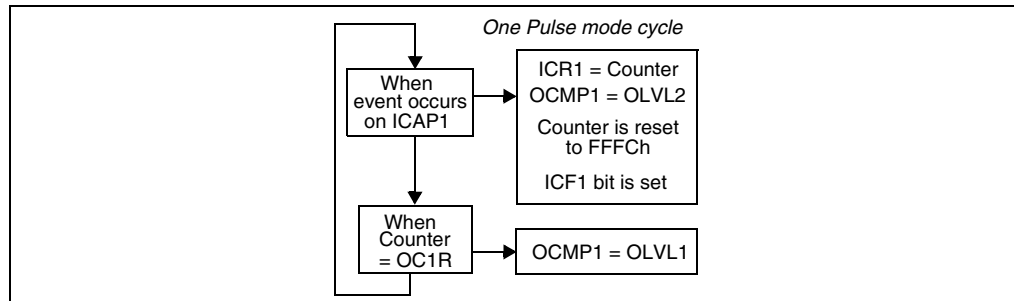 One Pulse mode cycle
When
event occurs
on ICAP1
ICR1 = Counter
OCMP1 = OLVL2
Counter is reset
to FFFCh
ICF1 bit is set
When
Counter
= OC1R
OCMP1 = OLVL1